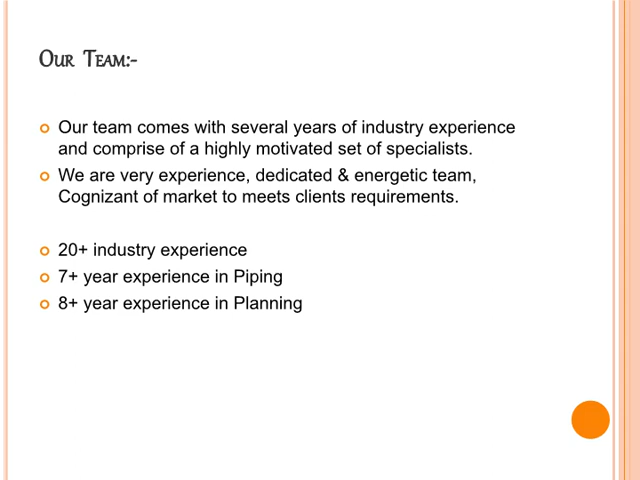 Our Team:-
Our team comes with several years of industry experience
and comprise of a highly motivated set of specialists.
We are very experience, dedicated & energetic team,
Cognizant of market to meets clients requirements.
20+ industry experience
7+ year experience in Piping
8+ year experience in Planning